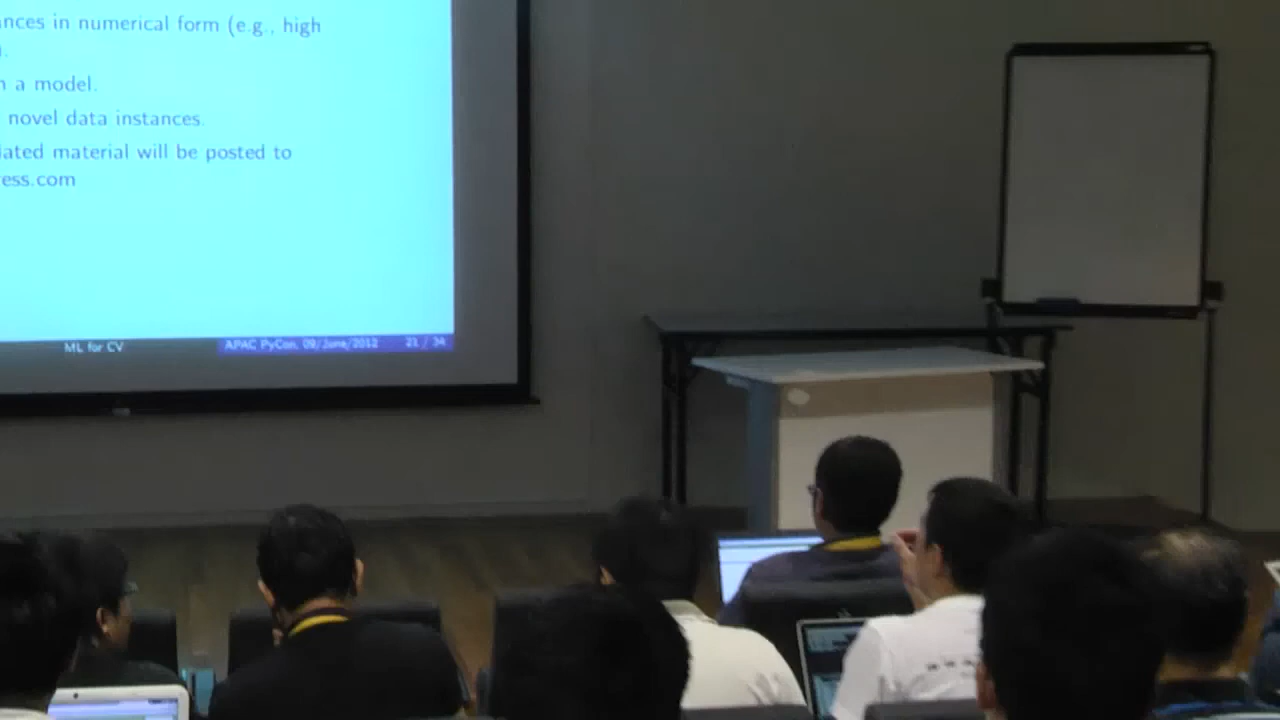 ances in numerical form (e.g., high
).
n a model.
novel data instances.
iated material will be posted to
ress.com
ML for CV
APAC PyCon, 09/June/2012
21 / 34